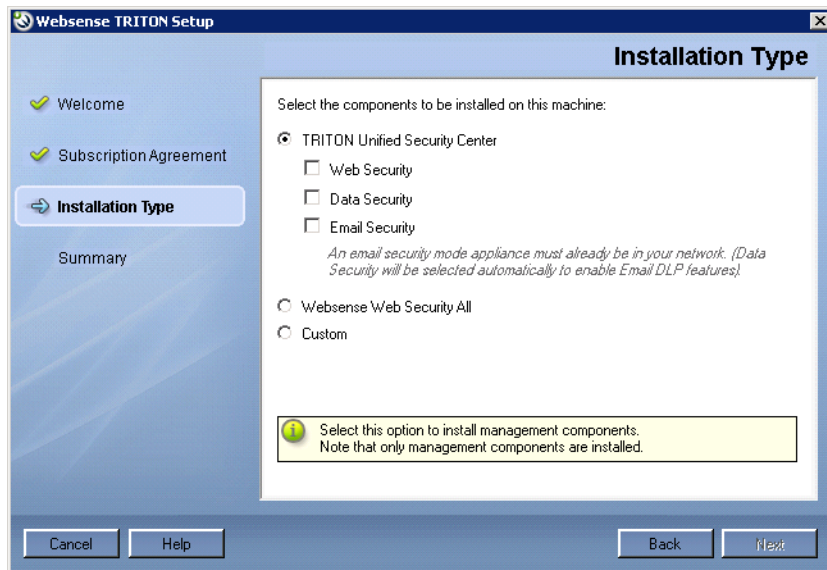 Websense TRITON Setup
Installation Type
Welcome
Subscription Agreement
Installation Type
Summary
Select the components to be installed on this machine:
TRITON Unified Security Center
Web Security
Data Security
Email Security
An email security mode appliance must already be in your network. (Data
Security will be selected automatically to enable Email DLP features).
Websense Web Security All
Custom
Select this option to install management components.
Note that only management components are installed.
Cancel
Help
Back
Next